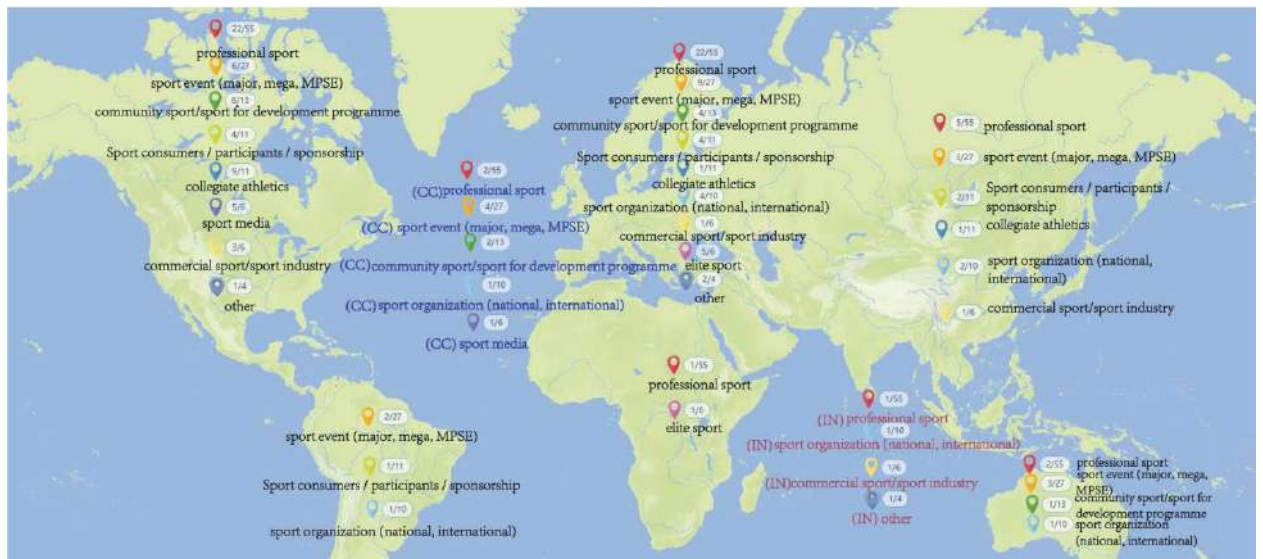 22/55
professional sport
6/27
sport event (major, mega, MPSE)
6/13
community sport/sport for development programme
4/11
Sport consumers / participants / sponsorship
9/11
collegiate athletics
5/6
sport media
3/6
commercial sport/sport industry
1/4
other
2/55
(CC) professional sport
4/27
(CC) sport event (major, mega, MPSE)
2/13
(CC) community sport/sport for development programme
1/10
(CC) sport organization (national, international)
1/6
(CC) sport media
2/27
sport event (major, mega, MPSE)
1/11
Sport consumers / participants / sponsorship
1/10
sport organization (national, international)
22/55
professional sport
9/27
sport event (major, mega, MPSE)
4/13
community sport/sport for development programme
4/11
Sport consumers / participants / sponsorship
1/11
collegiate athletics
4/10
sport organization (national, international)
1/6
commercial sport/sport industry
5/6
elite sport
2/4
other
1/55
professional sport
1/6
elite sport
5/55 professional sport
3/27 sport event (major, mega, MPSE)
2/11 Sport consumers / participants /
sponsorship
1/11 collegiate athletics
2/10 sport organization (national,
international)
1/6 commercial sport/sport industry
1/55
(IN) professional sport
1/10
(IN) sport organization (national, international)
1/6
(IN) commercial sport/sport industry
1/4
(IN) other
2/55 professional sport
3/27 sport event (major, mega,
MPSE)
1/13 community sport/sport for
development programme
1/10 sport organization
(national, international)